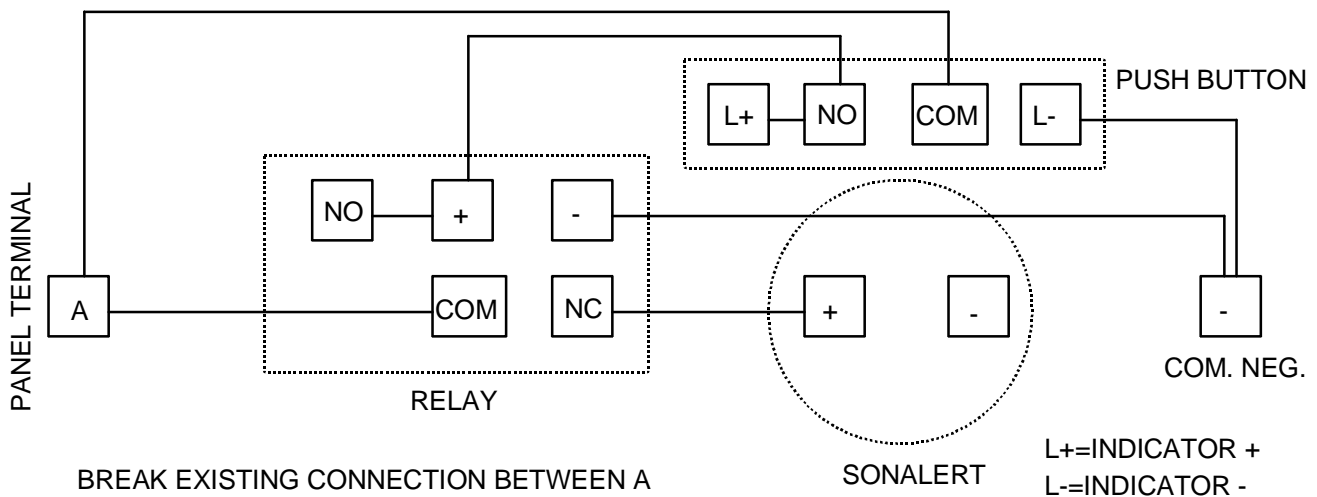 PUSH BUTTON
L+
NO
COM
L-
PANEL TERMINAL
NO
+
-
A
COM
NC
+
-
-
COM. NEG.
RELAY
SONALERT
L+=INDICATOR +
BREAK EXISTING CONNECTION BETWEEN A
L-=INDICATOR -